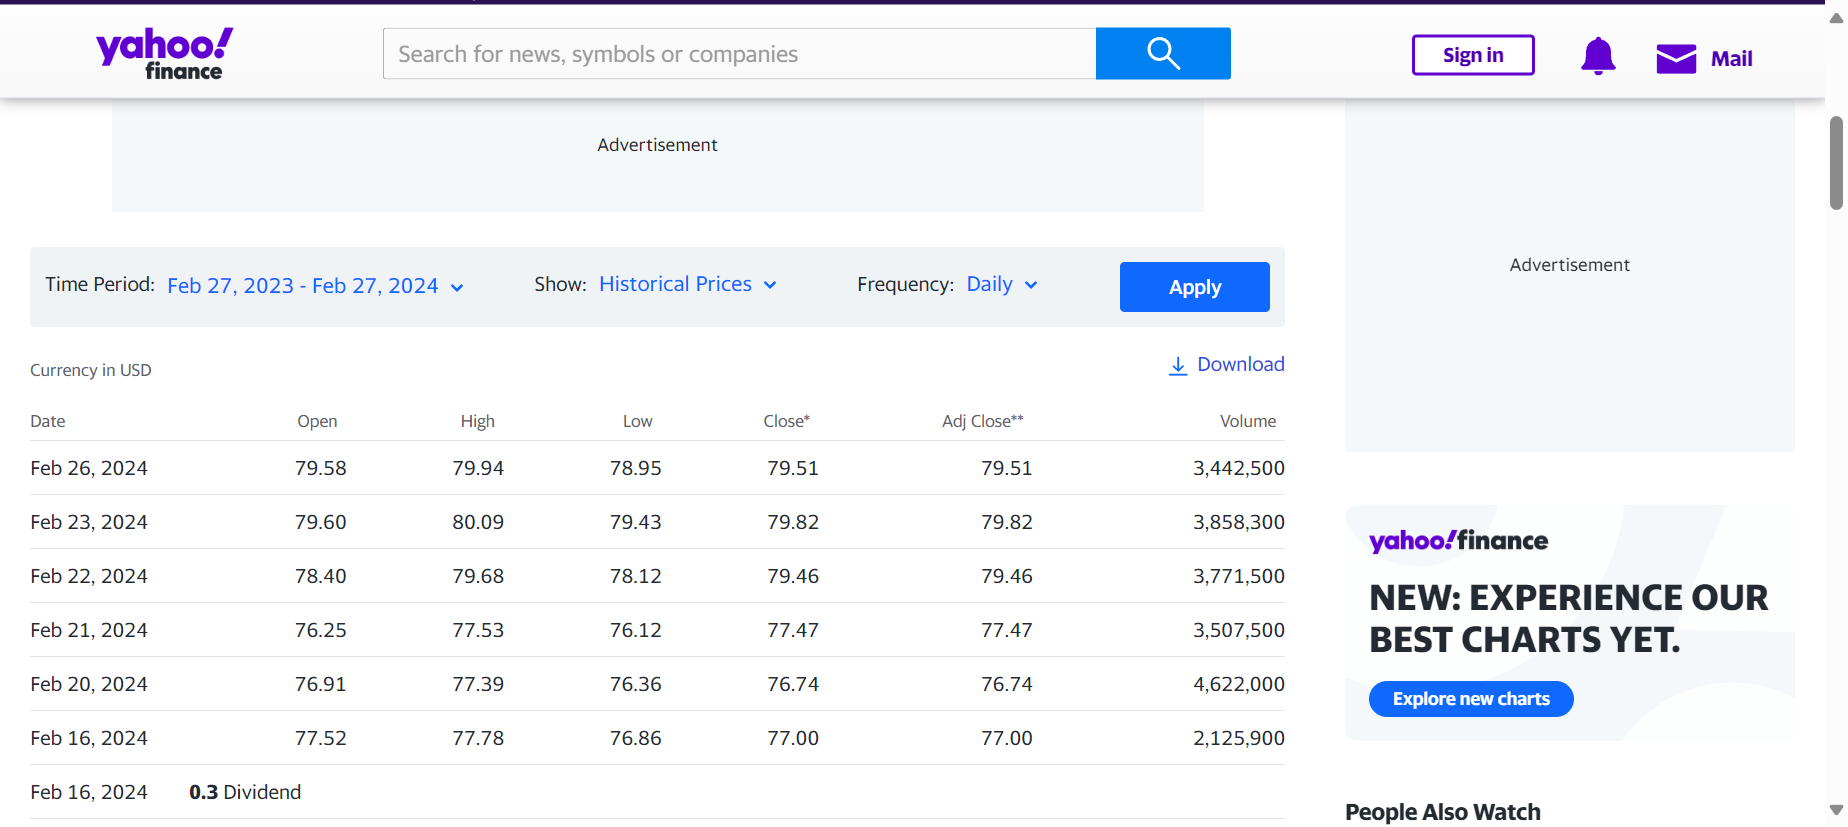 yahoo!
finance
Search for news, symbols or companies
Sign in
Mail
Advertisement
Advertisement
Time Period: Feb 27, 2023 - Feb 27, 2024 Show: Historical Prices Frequency: Daily Apply
Currency in USD Download
Date Open High Low Close* Adj Close** Volume
Feb 26, 2024 79.58 79.94 78.95 79.51 79.51 3,442,500
Feb 23, 2024 79.60 80.09 79.43 79.82 79.82 3,858,300
Feb 22, 2024 78.40 79.68 78.12 79.46 79.46 3,771,500
Feb 21, 2024 76.25 77.53 76.12 77.47 77.47 3,507,500
Feb 20, 2024 76.91 77.39 76.36 76.74 76.74 4,622,000
Feb 16, 2024 77.52 77.78 76.86 77.00 77.00 2,125,900
Feb 16, 2024 0.3 Dividend
yahoo!finance
NEW: EXPERIENCE OUR
BEST CHARTS YET.
Explore new charts
People Also Watch